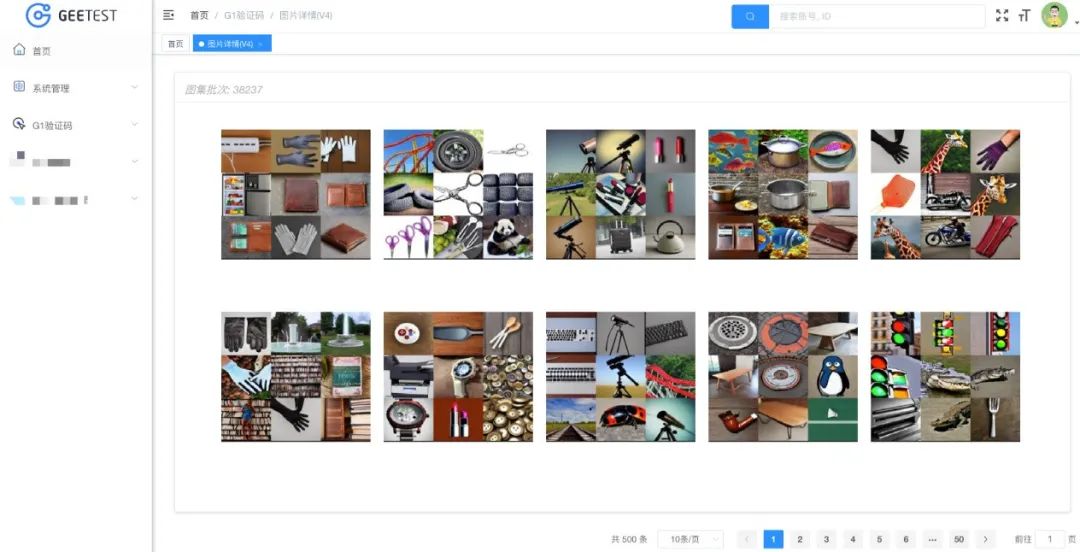 GEETEST
首页 / G1验证码 / 图片详情(V4)
搜索账号, ID
首页
图片详情(V4) ×
首页
系统管理
G1验证码
图集批次: 38237
共 500 条
10条/页
1 2 3 4 5 6 ... 50
前往 1 页